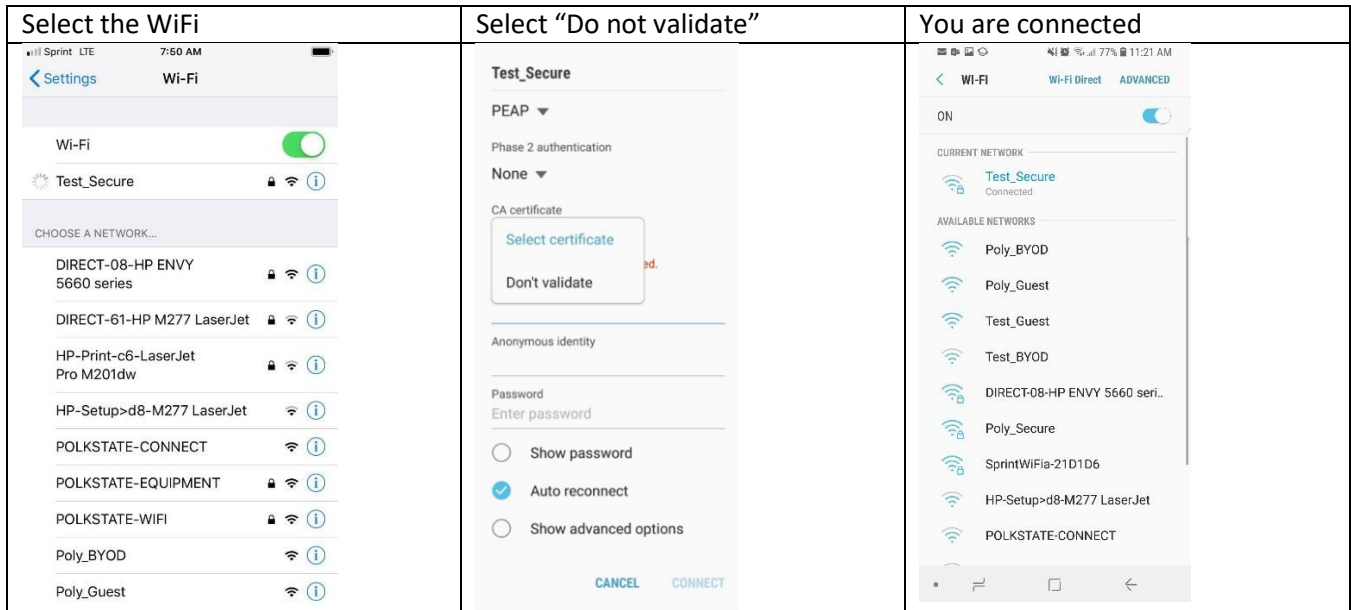 Select the WiFi
Sprint LTE 7:50 AM
Settings Wi-Fi
Wi-Fi
Test_Secure
CHOOSE A NETWORK...
DIRECT-08-HP ENVY
5660 series
DIRECT-61-HP M277 LaserJet
HP-Print-c6-LaserJet
Pro M201dw
HP-Setup>d8-M277 LaserJet
POLKSTATE-CONNECT
POLKSTATE-EQUIPMENT
POLKSTATE-WIFI
Poly_BYOD
Poly_Guest
Select “Do not validate”
Test_Secure
PEAP
Phase 2 authentication
None
CA certificate
Select certificate
ed.
Don't validate
Anonymous identity
Password
Enter password
Show password
Auto reconnect
Show advanced options
CANCEL CONNECT
You are connected
77% 11:21 AM
WI-FI Wi-Fi Direct ADVANCED
ON
CURRENT NETWORK
Test_Secure
Connected
AVAILABLE NETWORKS
Poly_BYOD
Poly_Guest
Test_Guest
Test_BYOD
DIRECT-08-HP ENVY 5660 seri..
Poly_Secure
SprintWiFia-21D1D6
HP-Setup>d8-M277 LaserJet
POLKSTATE-CONNECT